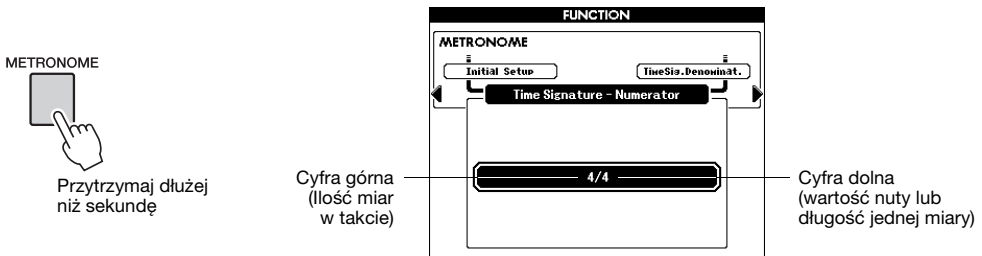 METRONOME
Przytrzymaj dłużej
niż sekundę
FUNCTION
METRONOME
Initial Setup
TimeSig.Denominat.
Time Signature - Numerator
4/4
Cyfra górna
(Ilość miar
w takcie)
Cyfra dolna
(wartość nuty lub
długość jednej miary)